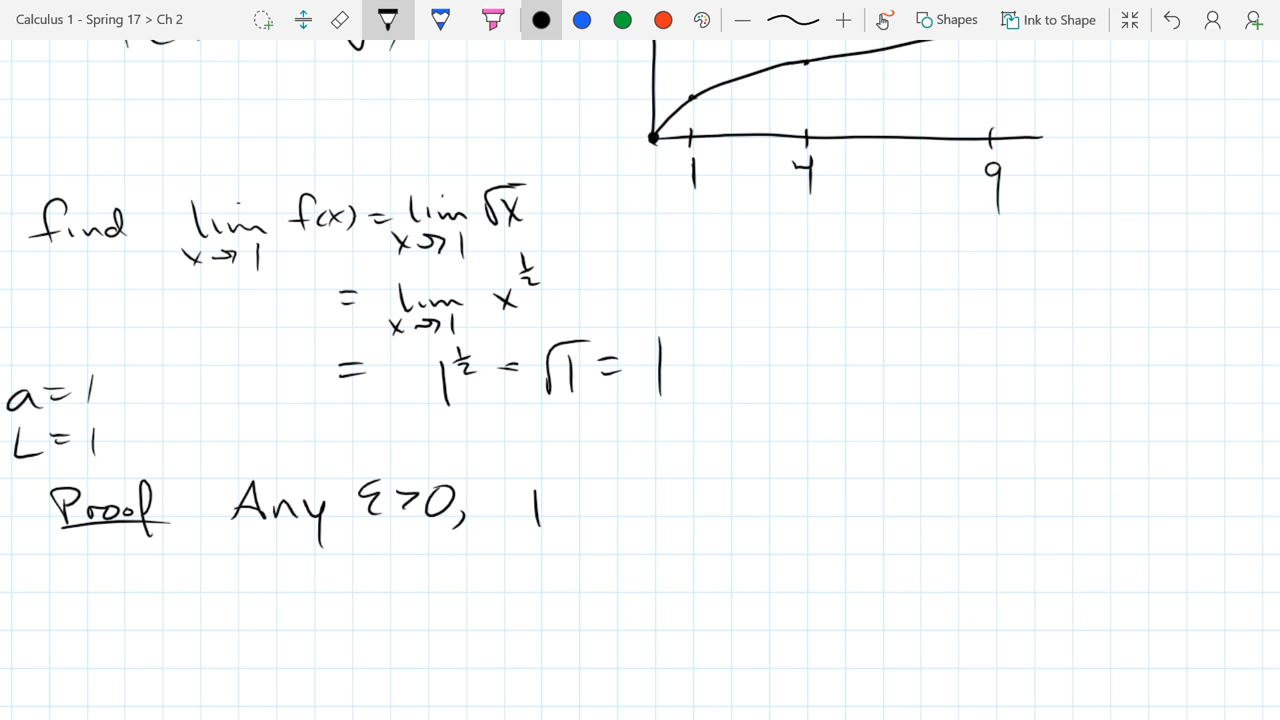 Calculus 1 - Spring 17 > Ch 2
Shapes
Ink to Shape
1 4 9
find lim x→1 f(x) = lim x→1 √x
= lim x→1 x^½
= 1^½ = √1 = 1
a = 1
L = 1
Proof Any ε>0, |